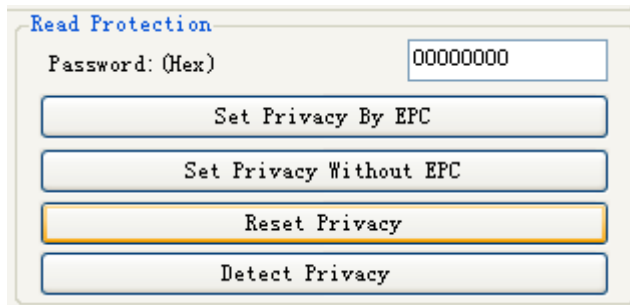 Read Protection
Password:(Hex) 00000000
Set Privacy By EPC
Set Privacy Without EPC
Reset Privacy
Detect Privacy